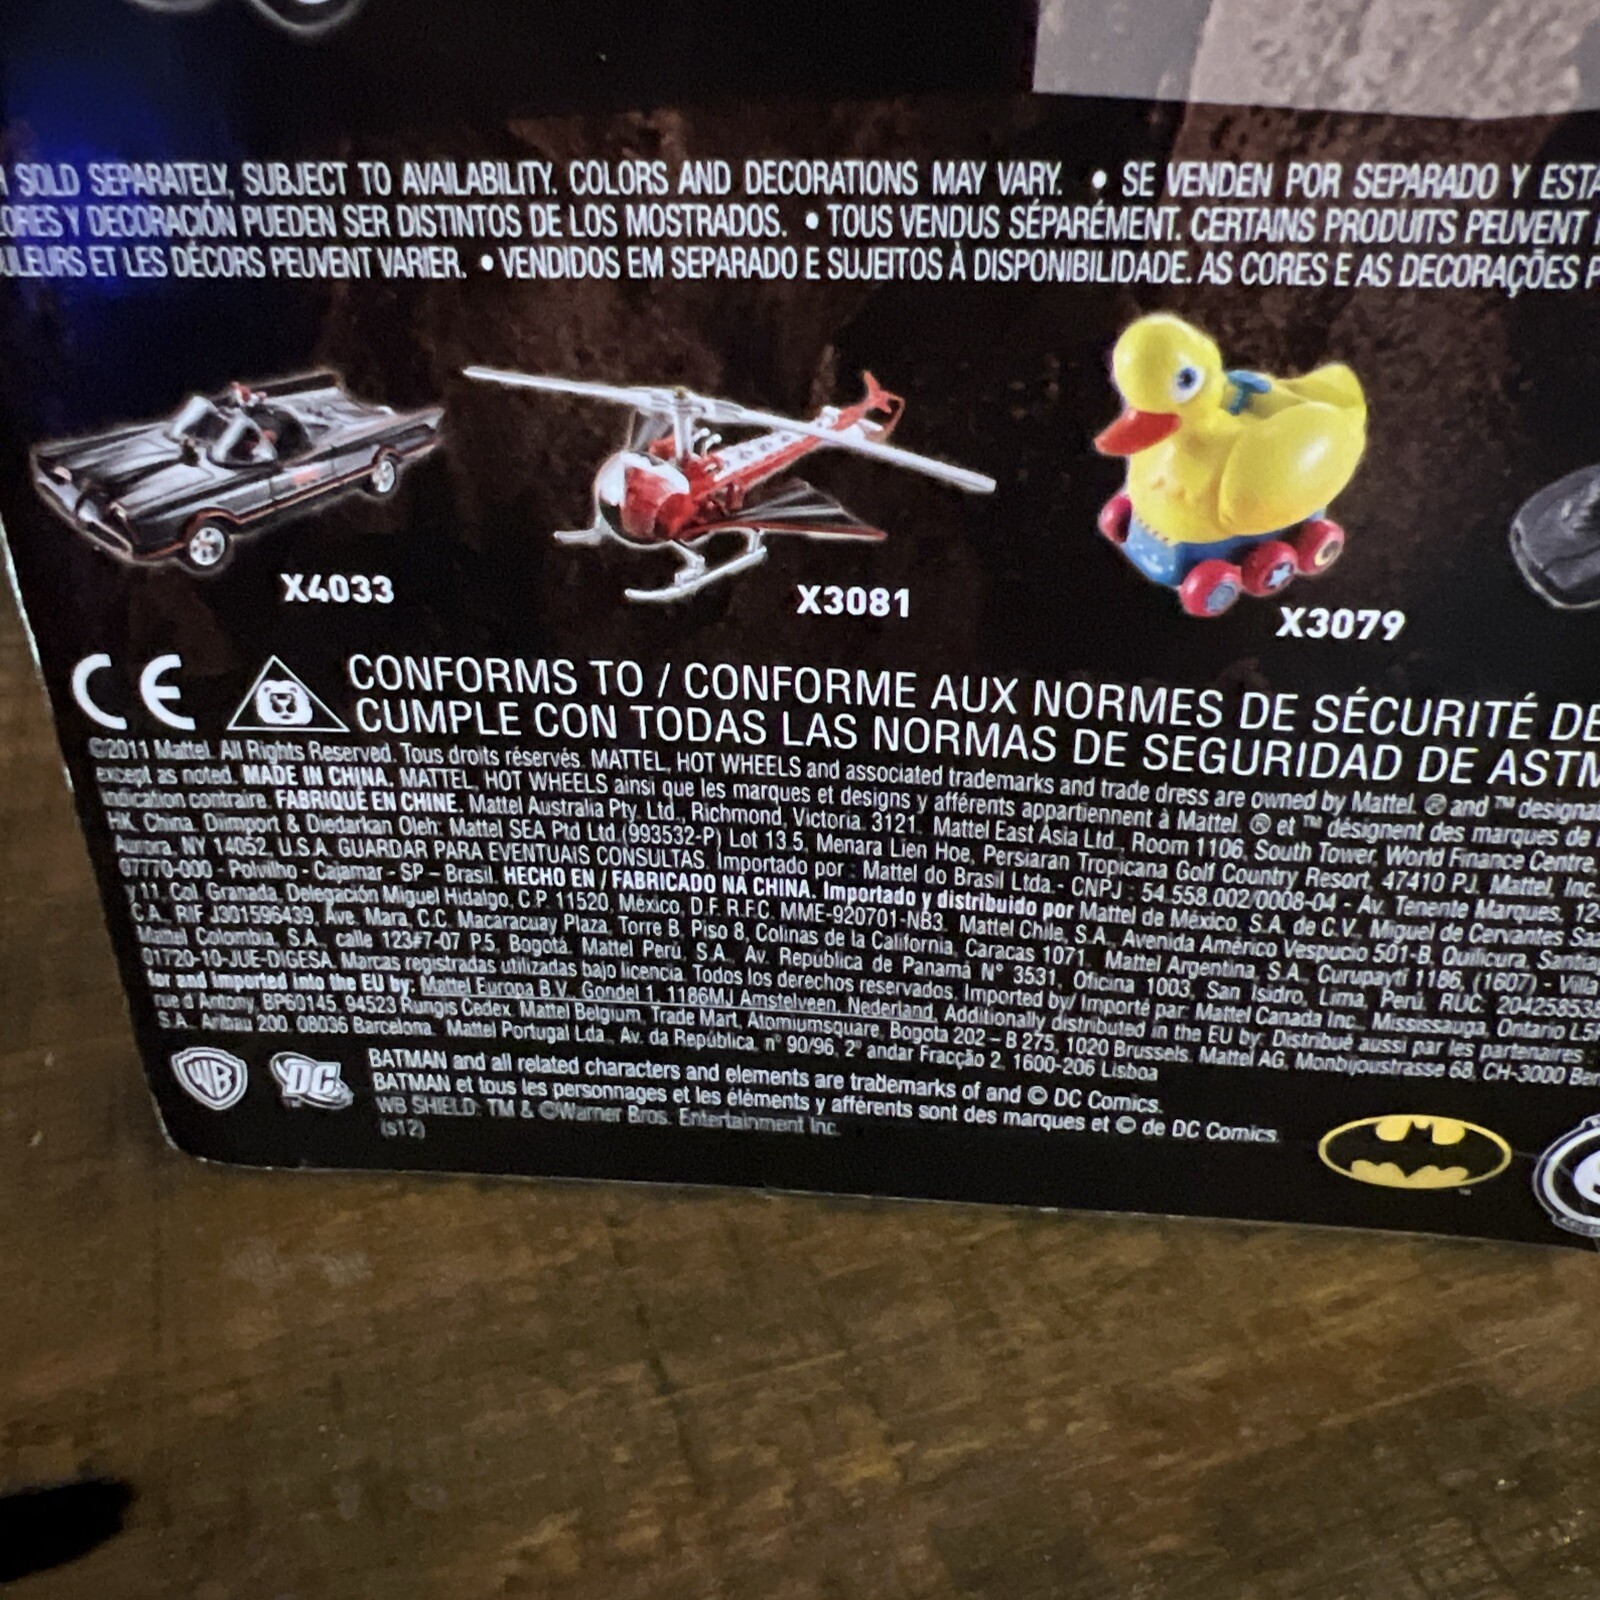 SOLD SEPARATELY, SUBJECT TO AVAILABILITY. COLORS AND DECORATIONS MAY VARY. • SE VENDEN POR SEPARADO Y ESTA
ORES Y DECORACIÓN PUEDEN SER DISTINTOS DE LOS MOSTRADOS. • TOUS VENDUS SÉPARÉMENT. CERTAINS PRODUITS PEUVENT
ULEURS ET LES DÉCORS PEUVENT VARIER. • VENDIDOS EM SEPARADO E SUJEITOS À DISPONIBILIDADE. AS CORES E AS DECORAÇÕES P
X4033
X3081
X3079
CE
CONFORMS TO / CONFORME AUX NORMES DE SÉCURITÉ DE
CUMPLE CON TODAS LAS NORMAS DE SEGURIDAD DE ASTM
©2011 Mattel. All Rights Reserved. Tous droits réservés. MATTEL, HOT WHEELS and associated trademarks and trade dress are owned by Mattel. ® and ™ designat
except as noted. MADE IN CHINA. MATTEL, HOT WHEELS ainsi que les marques et designs y afférents appartiennent à Mattel. ® et ™ désignent des marques de
indication contraire. FABRIQUÉ EN CHINE. Mattel Australia Pty. Ltd., Richmond, Victoria. 3121. Mattel East Asia Ltd., Room 1106, South Tower, World Finance Centre,
HK, China. Diimport & Diedarkan Oleh: Mattel SEA Ptd Ltd.(993532-P) Lot 13.5, Menara Lien Hoe, Persiaran Tropicana Golf Country Resort, 47410 PJ. Mattel, Inc.
Aurora, NY 14052, U.S.A. GUARDAR PARA EVENTUAIS CONSULTAS. Importado por : Mattel do Brasil Ltda.- CNPJ : 54.558.002/0008-04 - Av. Tenente Marques, 12
07770-000 - Polvilho - Cajamar - SP – Brasil. HECHO EN / FABRICADO NA CHINA. Importado y distribuido por Mattel de México, S.A. de C.V. Miguel de Cervantes Saa
y 11, Col. Granada, Delegación Miguel Hidalgo, C.P. 11520, México, D.F. R.F.C. MME-920701-NB3. Mattel Chile, S.A., Avenida Américo Vespucio 501-B, Quilicura, Santia
C.A., RIF J301596439, Ave. Mara, C.C. Macaracuay Plaza, Torre B, Piso 8, Colinas de la California, Caracas 1071. Mattel Argentina, S.A., Curupaytí 1186, (1607) - Villa
Mattel Colombia, S.A., calle 123#7-07 P.5, Bogotá. Mattel Perú, S.A., Av. República de Panamá N° 3531, Oficina 1003, San Isidro, Lima, Perú. RUC: 204258538
01720-10-JUE-DIGESA. Marcas registradas utilizadas bajo licencia. Todos los derechos reservados. Imported by/ Importé par: Mattel Canada Inc., Mississauga, Ontario L5R
for and imported into the EU by: Mattel Europa B.V., Gondel 1, 1186MJ Amstelveen, Nederland. Additionally distributed in the EU by: Distribué aussi par les partenaires :
rue d'Antony, BP60145, 94523 Rungis Cedex. Mattel Belgium, Trade Mart, Atomiumsquare, Bogota 202 – B 275, 1020 Brussels. Mattel AG, Monbijoustrasse 68, CH-3000 Ber
S.A., Aribau 200. 08036 Barcelona. Mattel Portugal Lda., Av. da República, nº 90/96, 2º andar Fracção 2, 1600-206 Lisboa
WB
DC
BATMAN and all related characters and elements are trademarks of and © DC Comics.
BATMAN et tous les personnages et les éléments y afférents sont des marques et © de DC Comics.
WB SHIELD: TM & ©Warner Bros. Entertainment Inc.
(s12)